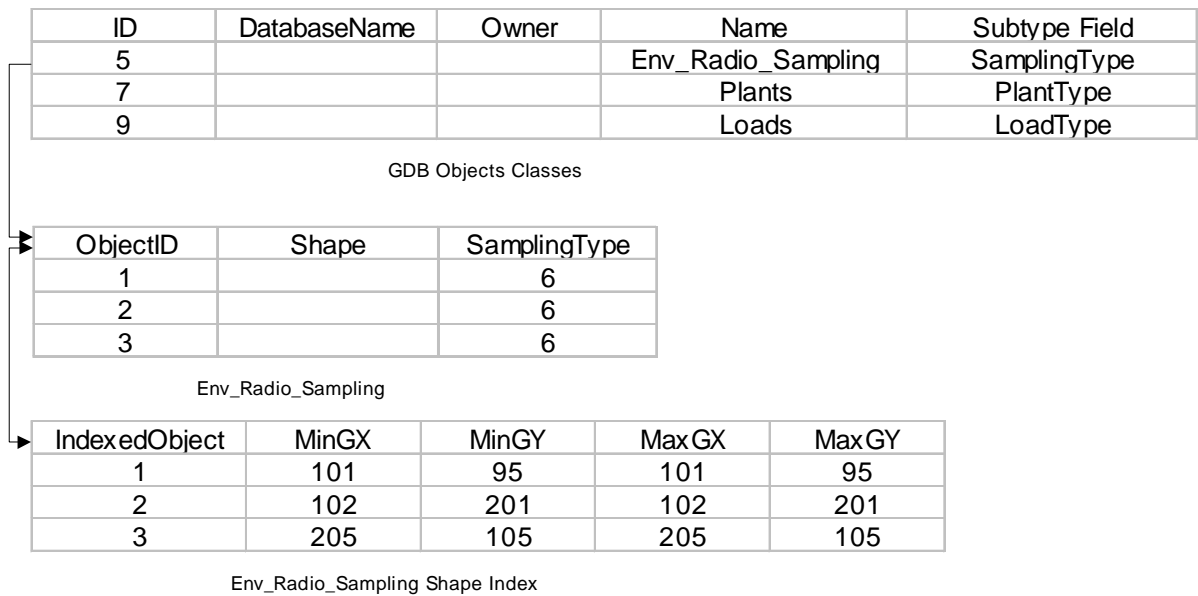 ID DatabaseName Owner Name Subtype Field
5 Env_Radio_Sampling SamplingType
7 Plants PlantType
9 Loads LoadType
GDB Objects Classes
ObjectID Shape SamplingType
1 6
2 6
3 6
Env_Radio_Sampling
IndexedObject MinGX MinGY MaxGX MaxGY
1 101 95 101 95
2 102 201 102 201
3 205 105 205 105
Env_Radio_Sampling Shape Index